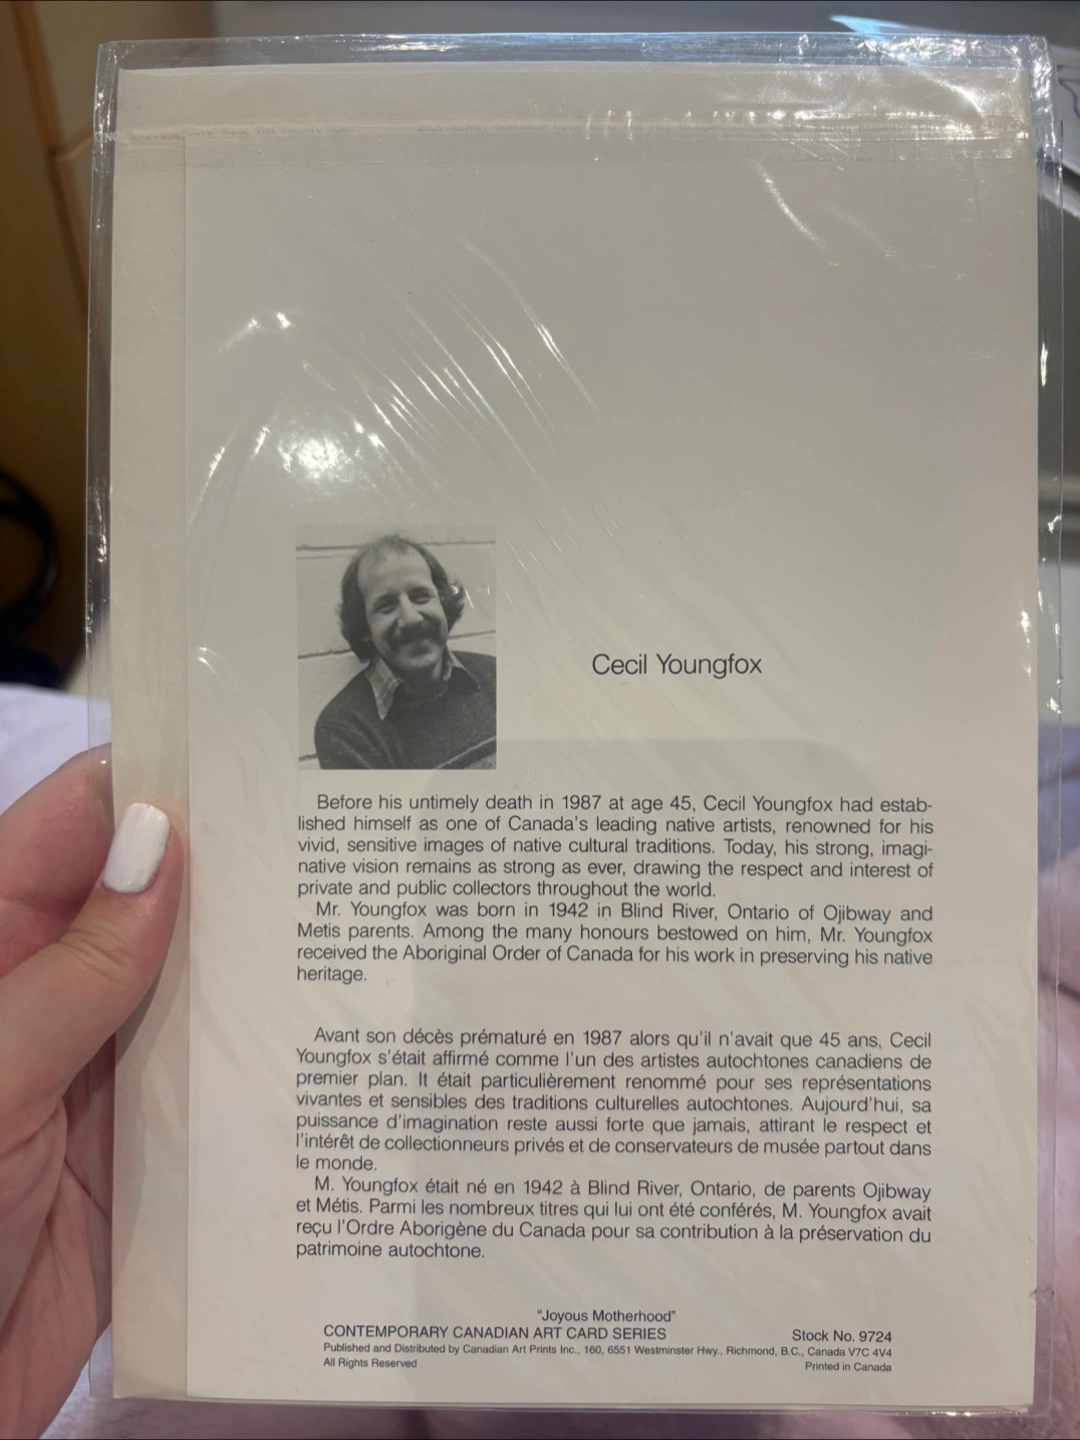 Cecil Youngfox
Before his untimely death in 1987 at age 45, Cecil Youngfox had estab-
lished himself as one of Canada's leading native artists, renowned for his
vivid, sensitive images of native cultural traditions. Today, his strong, imagi-
native vision remains as strong as ever, drawing the respect and interest of
private and public collectors throughout the world.
Mr. Youngfox was born in 1942 in Blind River, Ontario of Ojibway and
Metis parents. Among the many honours bestowed on him, Mr. Youngfox
received the Aboriginal Order of Canada for his work in preserving his native
heritage.
Avant son décès prématuré en 1987 alors qu'il n'avait que 45 ans, Cecil
Youngfox s'était affirmé comme l'un des artistes autochtones canadiens de
premier plan. It était particulièrement renommé pour ses représentations
vivantes et sensibles des traditions culturelles autochtones. Aujourd'hui, sa
puissance d'imagination reste aussi forte que jamais, attirant le respect et
l'intérêt de collectionneurs privés et de conservateurs de musée partout dans
le monde.
M. Youngfox était né en 1942 à Blind River, Ontario, de parents Ojibway
et Métis. Parmi les nombreux titres qui lui ont été conférés, M. Youngfox avait
reçu l'Ordre Aborigène du Canada pour sa contribution à la préservation du
patrimoine autochtone.
"Joyous Motherhood"
CONTEMPORARY CANADIAN ART CARD SERIES Stock No. 9724
Published and Distributed by Canadian Art Prints Inc., 160, 6551 Westminster Hwy., Richmond, B.C., Canada V7C 4V4
All Rights Reserved Printed in Canada